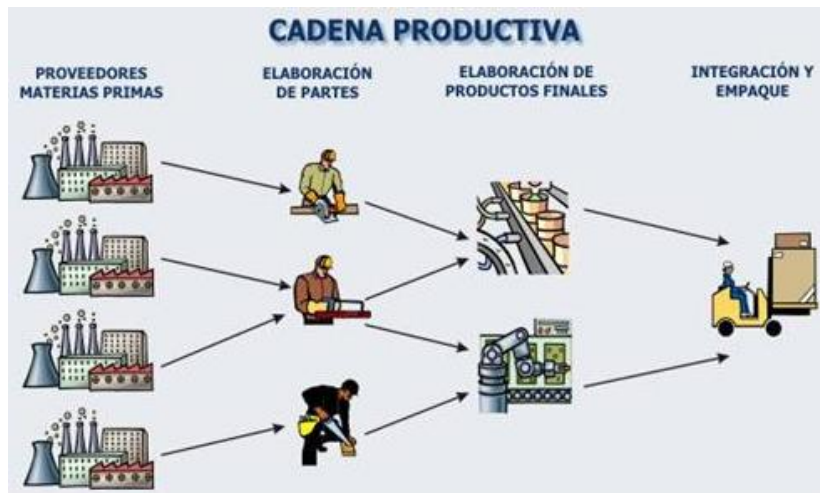 CADENA PRODUCTIVA
PROVEEDORES
MATERIAS PRIMAS
ELABORACIÓN
DE PARTES
ELABORACIÓN DE
PRODUCTOS FINALES
INTEGRACIÓN Y
EMPAQUE